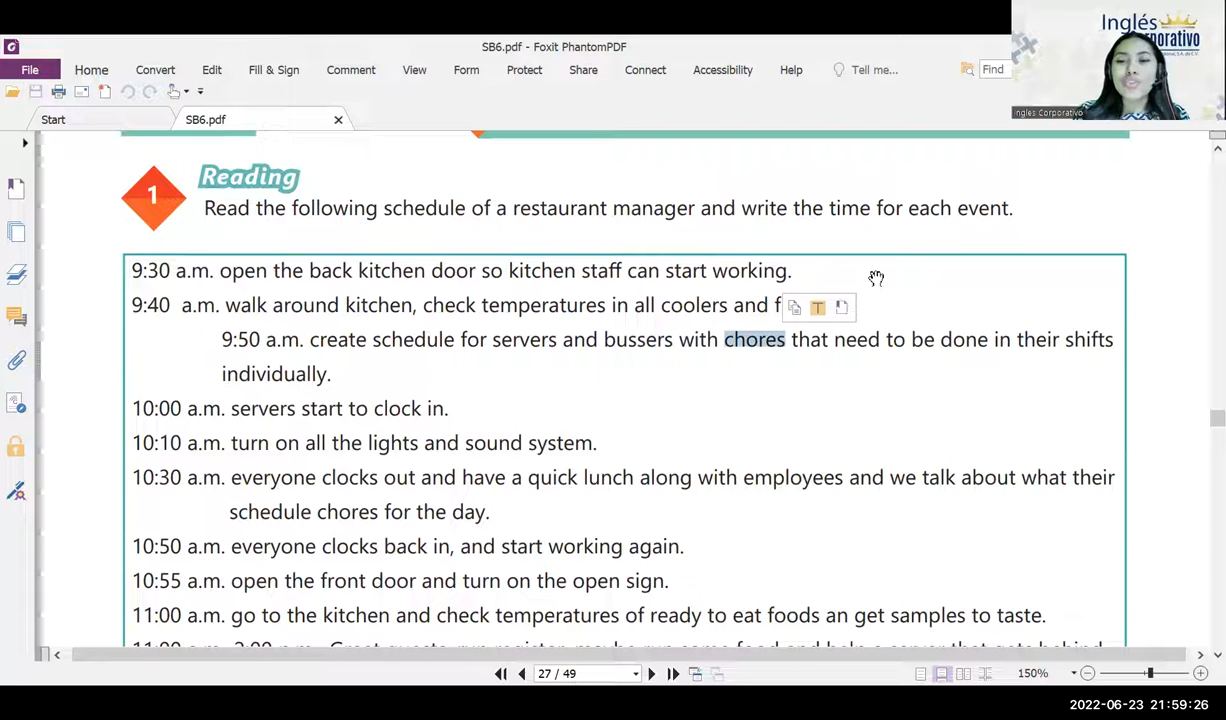 SB6.pdf - Foxit PhantomPDF
Inglés
Corporativo
File Home Convert Edit Fill & Sign Comment View Form Protect Share Connect Accessibility Help Tell me... Find
Ingles Corporativo
Start SB6.pdf
1 Reading
Read the following schedule of a restaurant manager and write the time for each event.
9:30 a.m. open the back kitchen door so kitchen staff can start working.
9:40 a.m. walk around kitchen, check temperatures in all coolers and f
9:50 a.m. create schedule for servers and bussers with chores that need to be done in their shifts
individually.
10:00 a.m. servers start to clock in.
10:10 a.m. turn on all the lights and sound system.
10:30 a.m. everyone clocks out and have a quick lunch along with employees and we talk about what their
schedule chores for the day.
10:50 a.m. everyone clocks back in, and start working again.
10:55 a.m. open the front door and turn on the open sign.
11:00 a.m. go to the kitchen and check temperatures of ready to eat foods an get samples to taste.
27 / 49 150%
2022-06-23 21:59:26